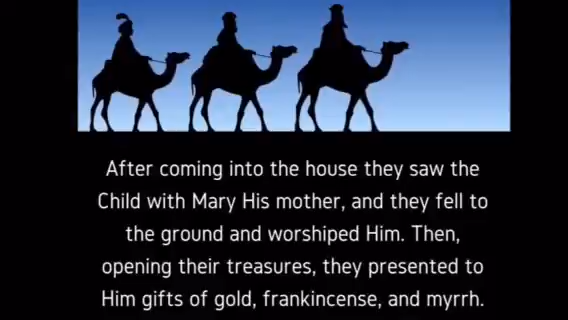 After coming into the house they saw the
Child with Mary His mother, and they fell to
the ground and worshiped Him. Then,
opening their treasures, they presented to
Him gifts of gold, frankincense, and myrrh.